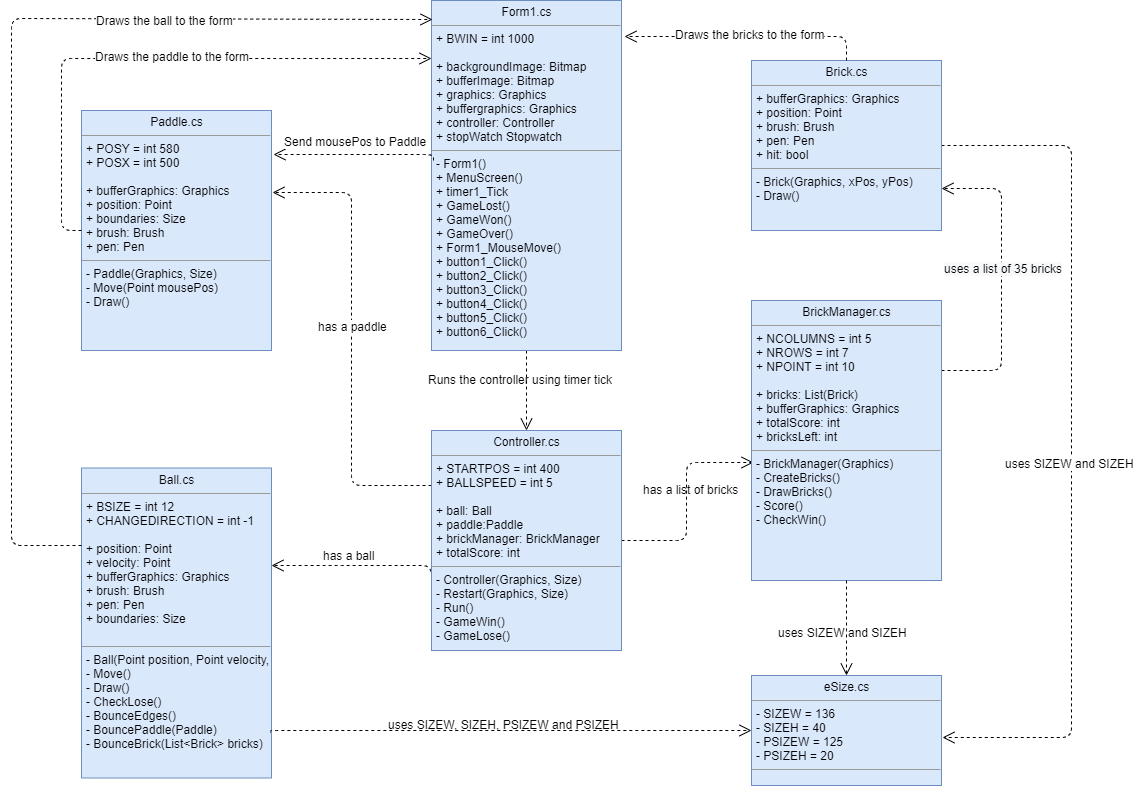 Draws the ball to the form
Draws the paddle to the form
Form1.cs
+ BWIN = int 1000
+ backgroundImage: Bitmap
+ bufferImage: Bitmap
+ graphics: Graphics
+ buffergraphics: Graphics
+ controller: Controller
+ stopWatch Stopwatch
- Form1()
+ MenuScreen()
+ timer1_Tick
+ GameLost()
+ GameWon()
+ GameOver()
+ Form1_MouseMove()
+ button1_Click()
+ button2_Click()
+ button3_Click()
+ button4_Click()
+ button5_Click()
+ button6_Click()
Draws the bricks to the form
Brick.cs
+ bufferGraphics: Graphics
+ position: Point
+ brush: Brush
+ pen: Pen
+ hit: bool
- Brick(Graphics, xPos, yPos)
- Draw()
Paddle.cs
+ POSY = int 580
+ POSX = int 500
+ bufferGraphics: Graphics
+ position: Point
+ boundaries: Size
+ brush: Brush
+ pen: Pen
- Paddle(Graphics, Size)
- Move(Point mousePos)
- Draw()
Send mousePos to Paddle
has a paddle
uses a list of 35 bricks
Runs the controller using timer tick
BrickManager.cs
+ NCOLUMNS = int 5
+ NROWS = int 7
+ NPOINT = int 10
+ bricks: List(Brick)
+ bufferGraphics: Graphics
+ totalScore: int
+ bricksLeft: int
- BrickManager(Graphics)
- CreateBricks()
- DrawBricks()
- Score()
- CheckWin()
Controller.cs
+ STARTPOS = int 400
+ BALLSPEED = int 5
+ ball: Ball
+ paddle:Paddle
+ brickManager: BrickManager
+ totalScore: int
- Controller(Graphics, Size)
- Restart(Graphics, Size)
- Run()
- GameWin()
- GameLose()
has a list of bricks
uses SIZEW and SIZEH
Ball.cs
+ BSIZE = int 12
+ CHANGEDIRECTION = int -1
+ position: Point
+ velocity: Point
+ bufferGraphics: Graphics
+ brush: Brush
+ pen: Pen
+ boundaries: Size
- Ball(Point position, Point velocity,
- Move()
- Draw()
- CheckLose()
- BounceEdges()
- BouncePaddle(Paddle)
- BounceBrick(List<Brick> bricks)
has a ball
uses SIZEW and SIZEH
uses SIZEW, SIZEH, PSIZEW and PSIZEH
eSize.cs
- SIZEW = 136
- SIZEH = 40
- PSIZEW = 125
- PSIZEH = 20